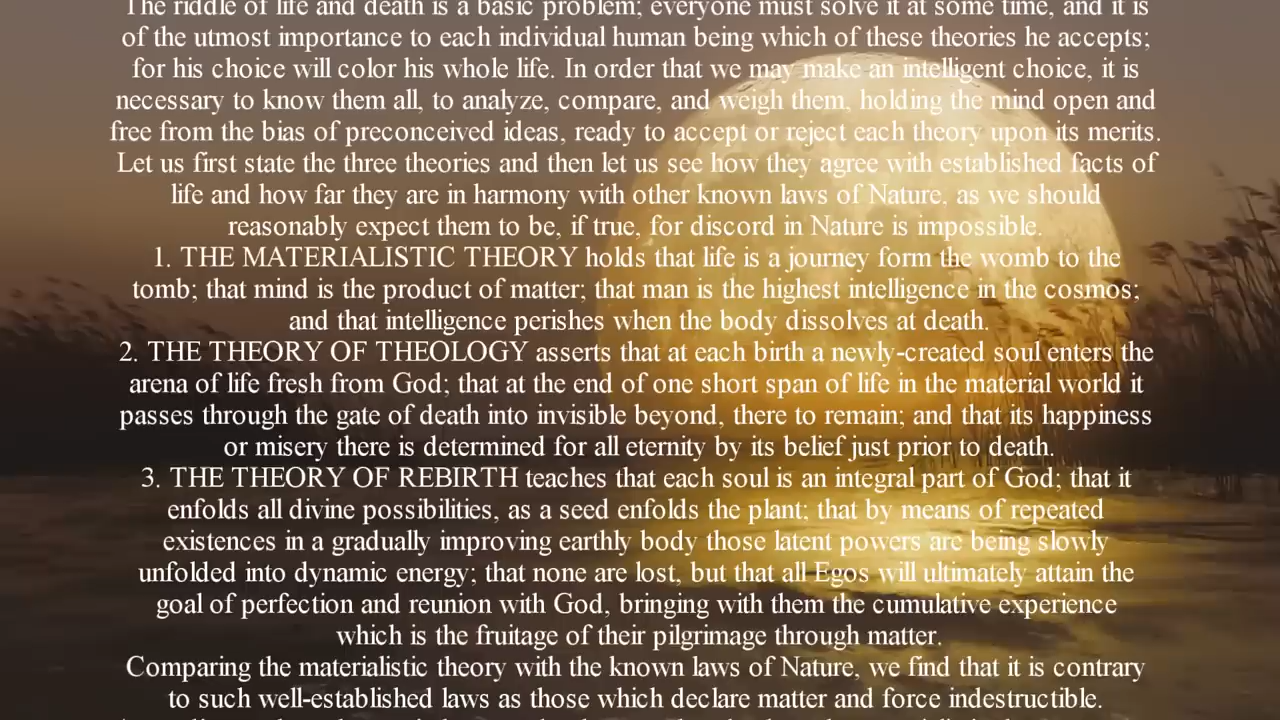 The riddle of life and death is a basic problem; everyone must solve it at some time, and it is
of the utmost importance to each individual human being which of these theories he accepts;
for his choice will color his whole life. In order that we may make an intelligent choice, it is
necessary to know them all, to analyze, compare, and weigh them, holding the mind open and
free from the bias of preconceived ideas, ready to accept or reject each theory upon its merits.
Let us first state the three theories and then let us see how they agree with established facts of
life and how far they are in harmony with other known laws of Nature, as we should
reasonably expect them to be, if true, for discord in Nature is impossible.
1. THE MATERIALISTIC THEORY holds that life is a journey form the womb to the
tomb; that mind is the product of matter; that man is the highest intelligence in the cosmos;
and that intelligence perishes when the body dissolves at death.
2. THE THEORY OF THEOLOGY asserts that at each birth a newly-created soul enters the
arena of life fresh from God; that at the end of one short span of life in the material world it
passes through the gate of death into invisible beyond, there to remain; and that its happiness
or misery there is determined for all eternity by its belief just prior to death.
3. THE THEORY OF REBIRTH teaches that each soul is an integral part of God; that it
enfolds all divine possibilities, as a seed enfolds the plant; that by means of repeated
existences in a gradually improving earthly body those latent powers are being slowly
unfolded into dynamic energy; that none are lost, but that all Egos will ultimately attain the
goal of perfection and reunion with God, bringing with them the cumulative experience
which is the fruitage of their pilgrimage through matter.
Comparing the materialistic theory with the known laws of Nature, we find that it is contrary
to such well-established laws as those which declare matter and force indestructible.